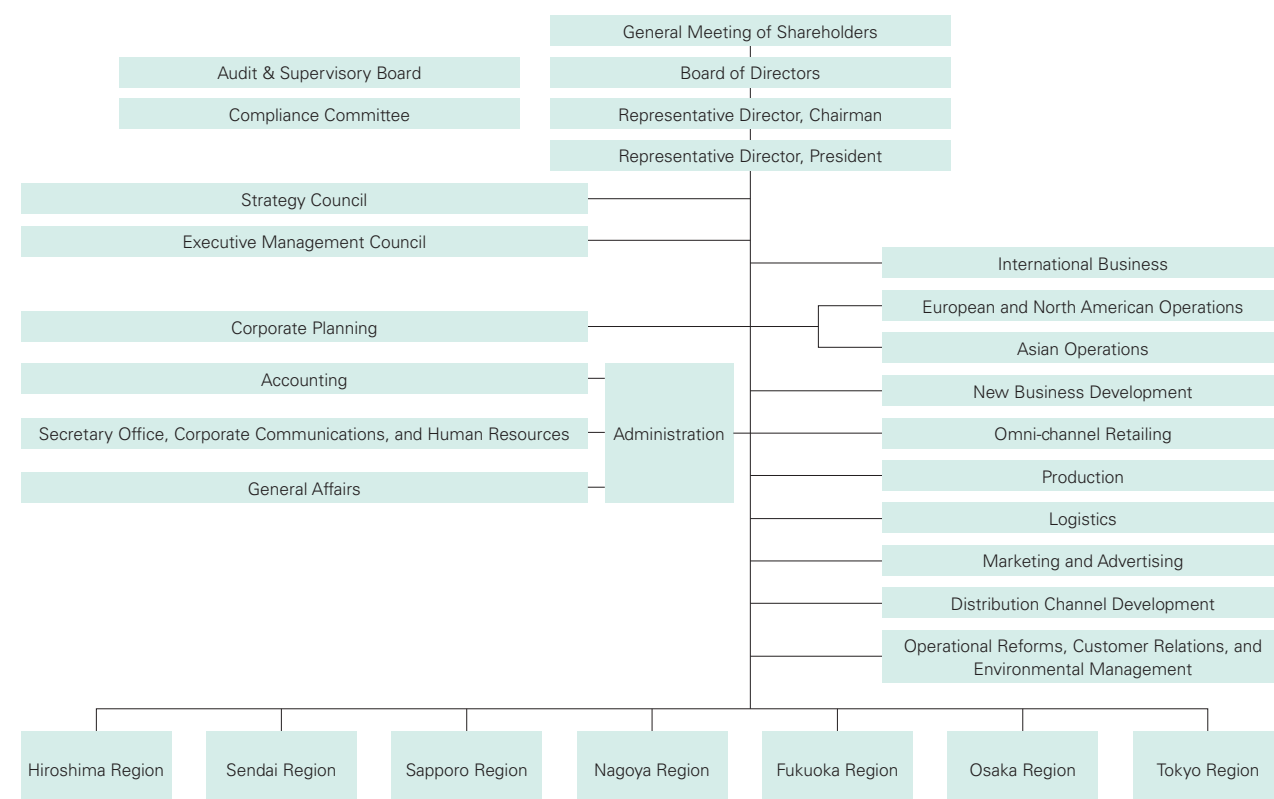 General Meeting of Shareholders
Audit & Supervisory Board
Board of Directors
Compliance Committee
Representative Director, Chairman
Representative Director, President
Strategy Council
Executive Management Council
International Business
European and North American Operations
Corporate Planning
Asian Operations
Accounting
New Business Development
Secretary Office, Corporate Communications, and Human Resources
Administration
Omni-channel Retailing
Production
General Affairs
Logistics
Marketing and Advertising
Distribution Channel Development
Operational Reforms, Customer Relations, and
Environmental Management
Hiroshima Region
Sendai Region
Sapporo Region
Nagoya Region
Fukuoka Region
Osaka Region
Tokyo Region